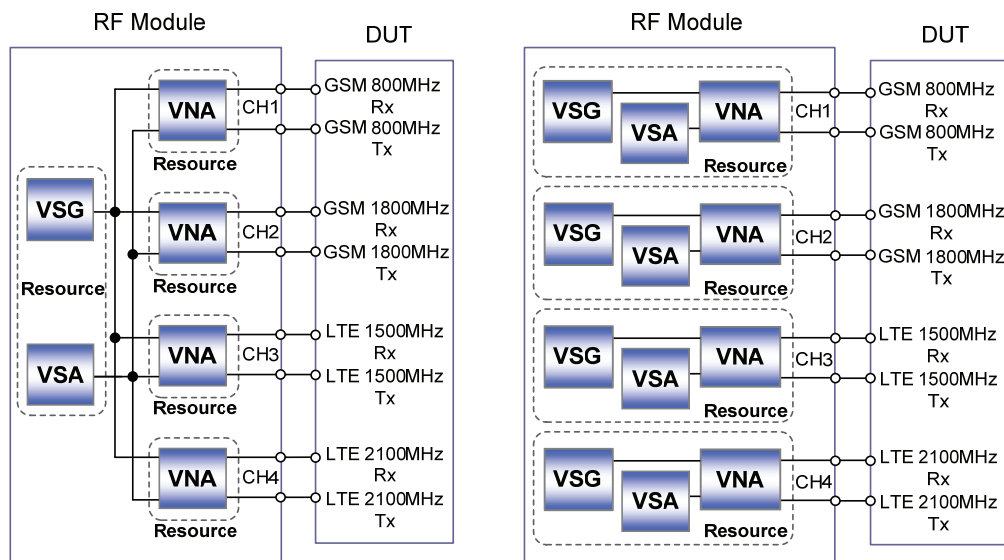 RF Module
DUT
VNA
CH1
Resource
GSM 800MHz
Rx
GSM 800MHz
Tx
VSG
VSA
Resource
VNA
CH2
Resource
GSM 1800MHz
Rx
GSM 1800MHz
Tx
VNA
CH3
Resource
LTE 1500MHz
Rx
LTE 1500MHz
Tx
VNA
CH4
Resource
LTE 2100MHz
Rx
LTE 2100MHz
Tx
RF Module
DUT
VSG
VSA
VNA
CH1
Resource
GSM 800MHz
Rx
GSM 800MHz
Tx
VSG
VSA
VNA
CH2
Resource
GSM 1800MHz
Rx
GSM 1800MHz
Tx
VSG
VSA
VNA
CH3
Resource
LTE 1500MHz
Rx
LTE 1500MHz
Tx
VSG
VSA
VNA
CH4
Resource
LTE 2100MHz
Rx
LTE 2100MHz
Tx